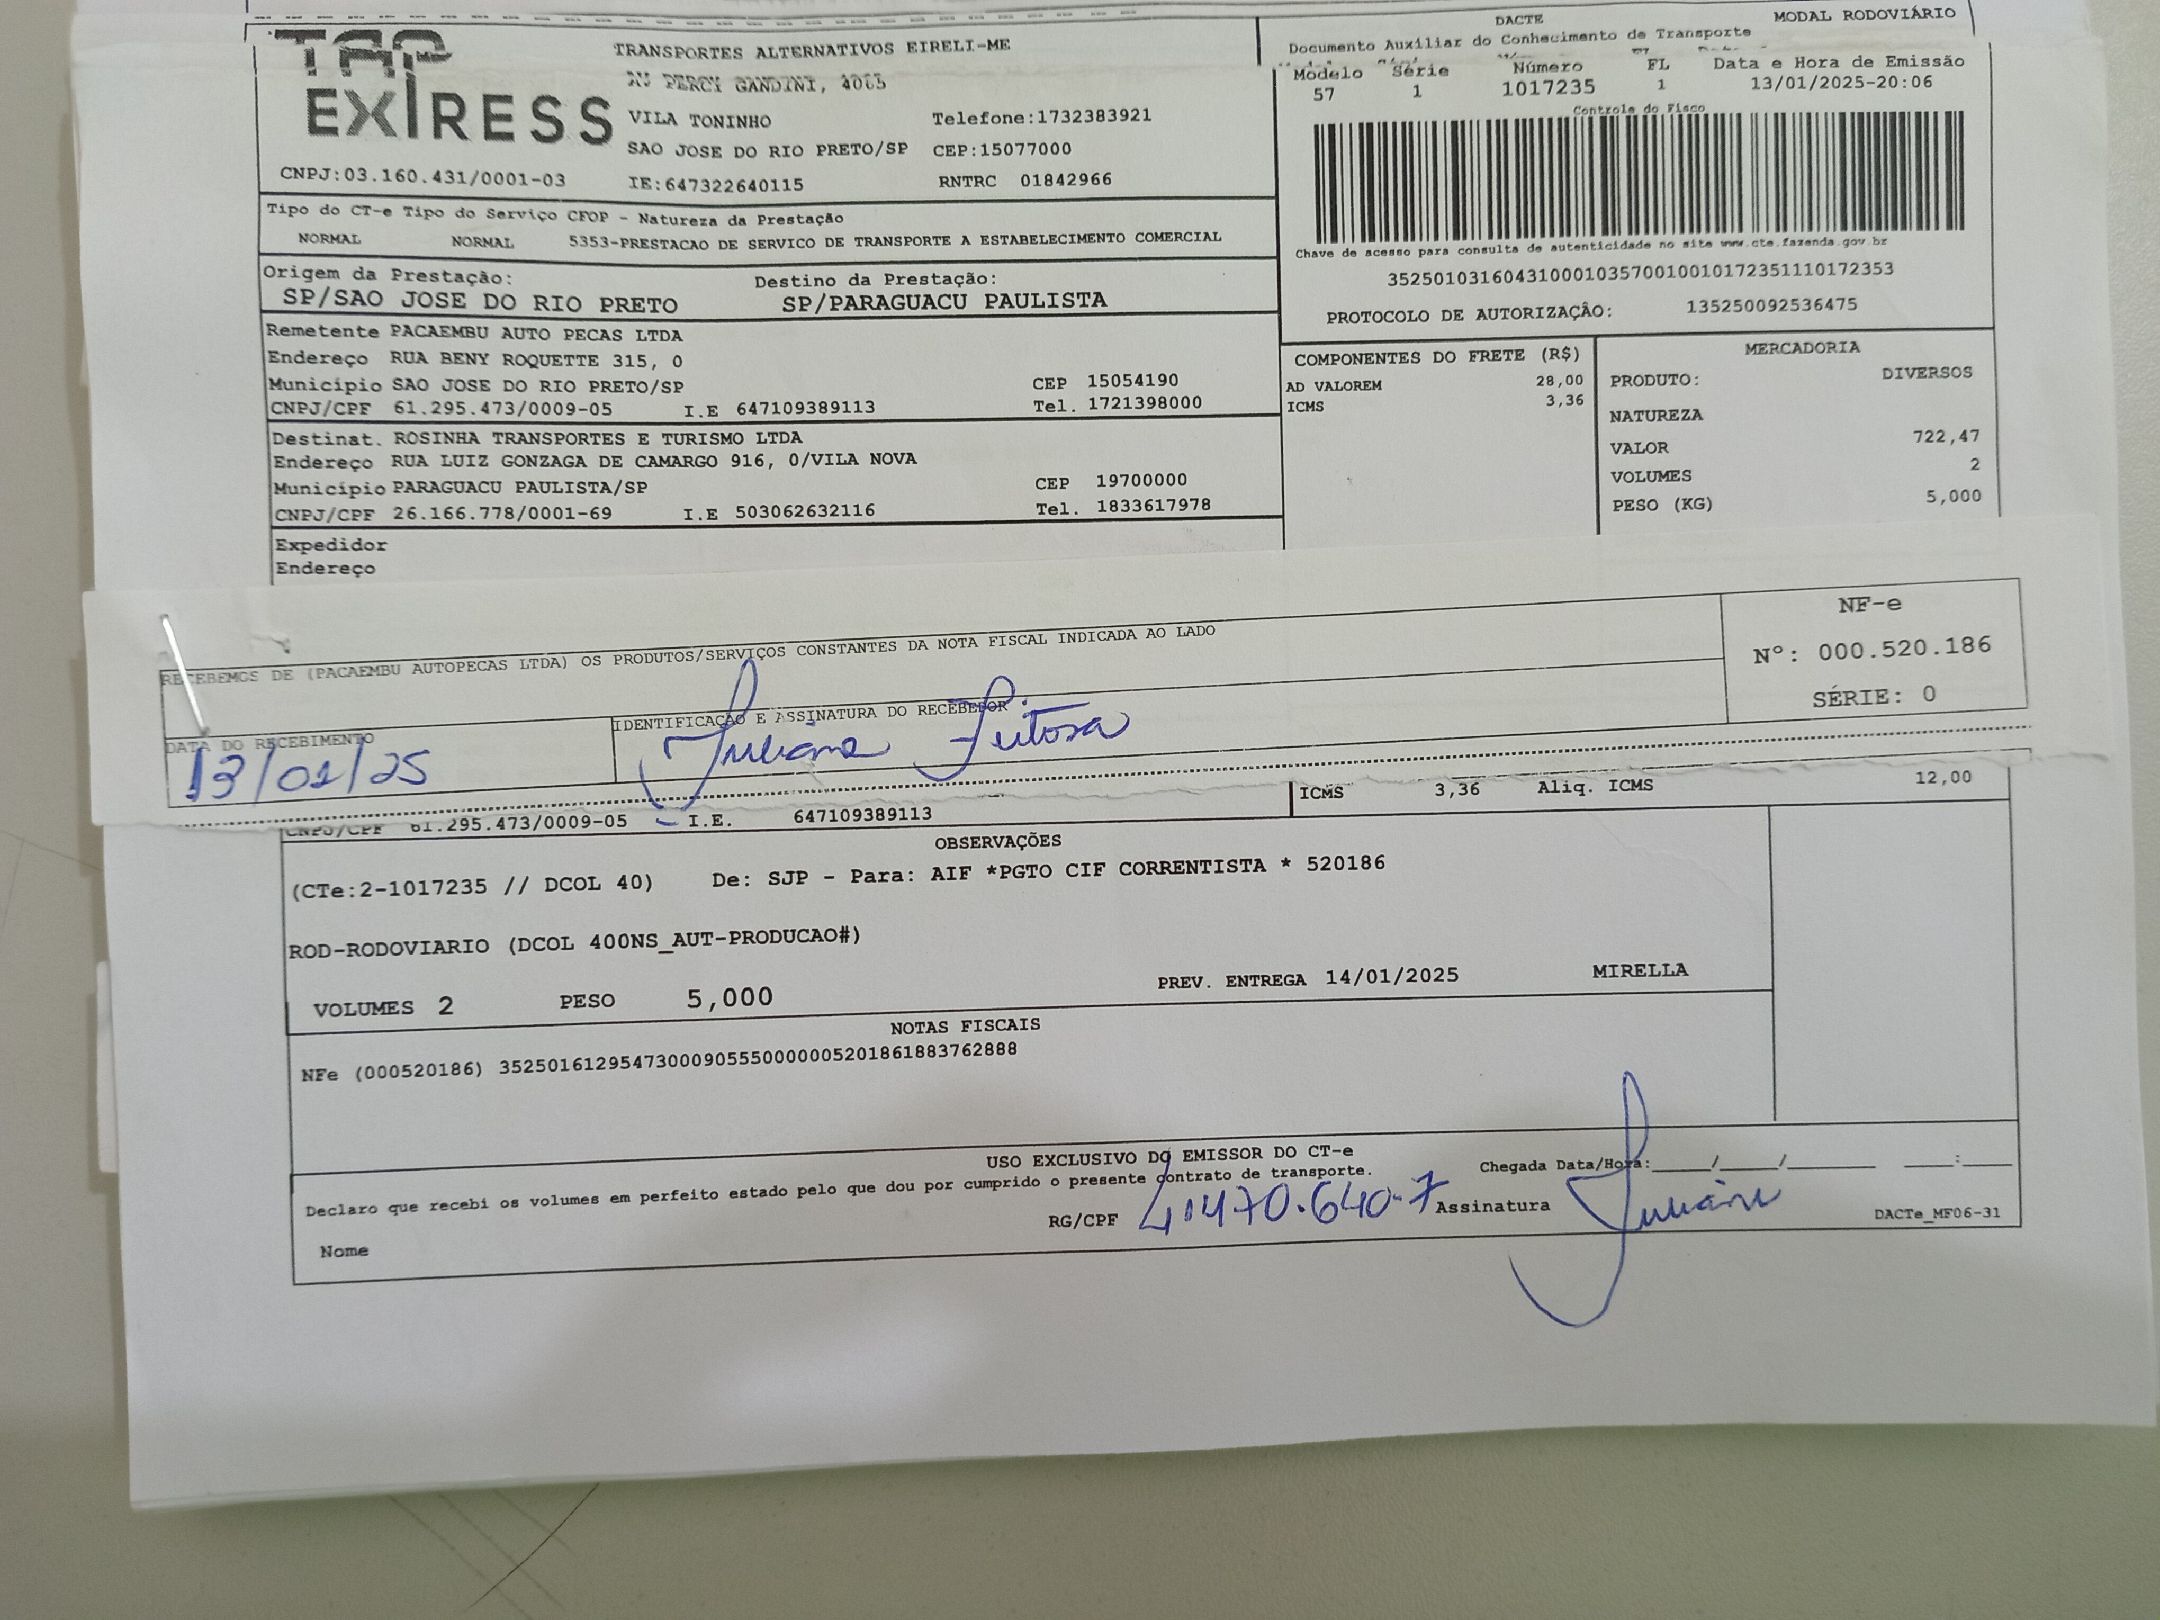 TAP
EXPRESS
TRANSPORTES ALTERNATIVOS EIRELI-ME
AV PERCY GANDINI, 4065
VILA TONINHO Telefone:1732383921
SAO JOSE DO RIO PRETO/SP CEP:15077000
CNPJ:03.160.431/0001-03 IE:647322640115 RNTRC 01842966
DACTE MODAL RODOVIÁRIO
Documento Auxiliar do Conhecimento de Transporte
Modelo Série Número FL Data e Hora de Emissão
57 1 1017235 1 13/01/2025-20:06
Controle do Fisco
Chave de acesso para consulta de autenticidade no site www.cte.fazenda.gov.br
35250103160431000103570010010172351110172353
PROTOCOLO DE AUTORIZAÇÂO: 135250092536475
Tipo do CT-e Tipo do Serviço CFOP - Natureza da Prestação
NORMAL NORMAL 5353-PRESTACAO DE SERVICO DE TRANSPORTE A ESTABELECIMENTO COMERCIAL
Origem da Prestação: Destino da Prestação:
SP/SAO JOSE DO RIO PRETO SP/PARAGUACU PAULISTA
Remetente PACAEMBU AUTO PECAS LTDA
Endereço RUA BENY ROQUETTE 315, 0
Município SAO JOSE DO RIO PRETO/SP CEP 15054190
CNPJ/CPF 61.295.473/0009-05 I.E 647109389113 Tel. 1721398000
Destinat. ROSINHA TRANSPORTES E TURISMO LTDA
Endereço RUA LUIZ GONZAGA DE CAMARGO 916, 0/VILA NOVA
Município PARAGUACU PAULISTA/SP CEP 19700000
CNPJ/CPF 26.166.778/0001-69 I.E 503062632116 Tel. 1833617978
Expedidor
Endereço
COMPONENTES DO FRETE (R$)
AD VALOREM 28,00
ICMS 3,36
MERCADORIA
PRODUTO: DIVERSOS
NATUREZA
VALOR 722,47
VOLUMES 2
PESO (KG) 5,000
RECEBEMOS DE (PACAEMBU AUTOPECAS LTDA) OS PRODUTOS/SERVIÇOS CONSTANTES DA NOTA FISCAL INDICADA AO LADO
NF-e
Nº: 000.520.186
SÉRIE: 0
DATA DO RECEBIMENTO IDENTIFICAÇÃO E ASSINATURA DO RECEBEDOR
13/01/25 Juliana Feitosa
CNPJ/CPF 61.295.473/0009-05 I.E. 647109389113
ICMS 3,36 Aliq. ICMS 12,00
OBSERVAÇÕES
(CTe:2-1017235 // DCOL 40) De: SJP - Para: AIF *PGTO CIF CORRENTISTA * 520186
ROD-RODOVIARIO (DCOL 400NS_AUT-PRODUCAO#)
VOLUMES 2 PESO 5,000 PREV. ENTREGA 14/01/2025 MIRELLA
NOTAS FISCAIS
NFe (000520186) 35250161295473000905550000005201861883762888
USO EXCLUSIVO DO EMISSOR DO CT-e
Declaro que recebi os volumes em perfeito estado pelo que dou por cumprido o presente contrato de transporte.
Chegada Data/Hora:_____/_____/________ ____:____
Nome RG/CPF 41470.640-7 Assinatura Juliana
DACTe_MF06-31